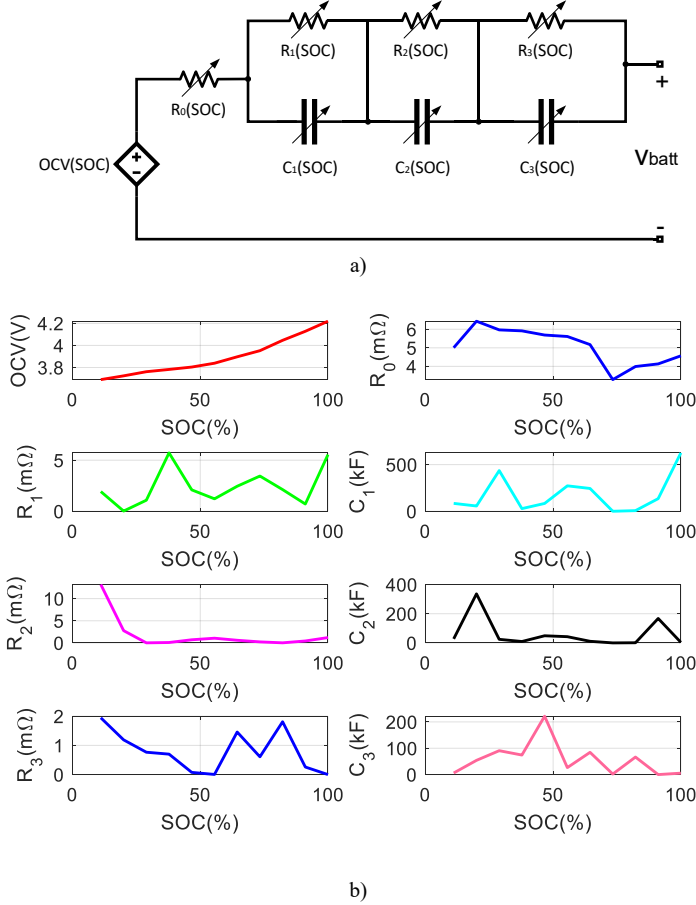 R1(SOC) R2(SOC) R3(SOC)
R0(SOC)
+
C1(SOC) C2(SOC) C3(SOC)
OCV(SOC)
+
-
Vbatt
-
a)
OCV(V)
4.2
4
3.8
0 50 100
SOC(%)
R0(mΩ)
6
5
4
0 50 100
SOC(%)
R1(mΩ)
5
0
0 50 100
SOC(%)
C1(kF)
500
0
0 50 100
SOC(%)
R2(mΩ)
10
5
0
0 50 100
SOC(%)
C2(kF)
400
200
0
0 50 100
SOC(%)
R3(mΩ)
2
1
0
0 50 100
SOC(%)
C3(kF)
200
100
0
0 50 100
SOC(%)
b)